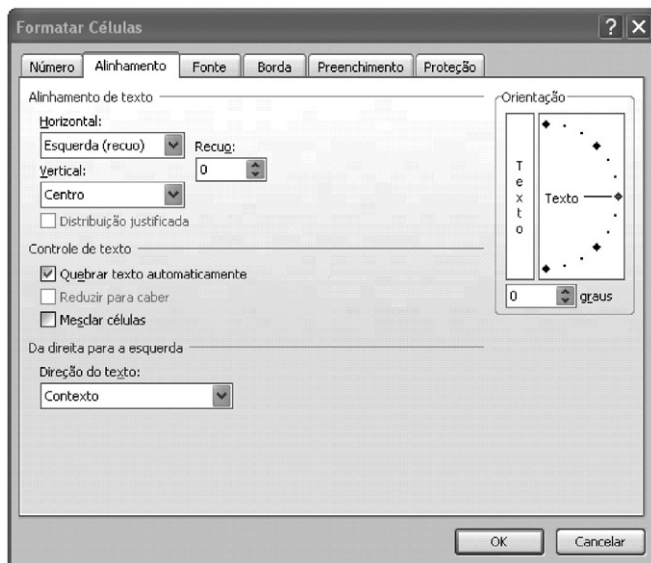 Formatar Células
Número Alinhamento Fonte Borda Preenchimento Proteção
Alinhamento de texto
Horizontal:
Esquerda (recuo)
Recuo:
0
Vertical:
Centro
Distribuição justificada
Controle de texto
Quebrar texto automaticamente
Reduzir para caber
Mesclar células
Da direita para a esquerda
Direção do texto:
Contexto
Orientação
Texto
Texto
0 graus
OK Cancelar